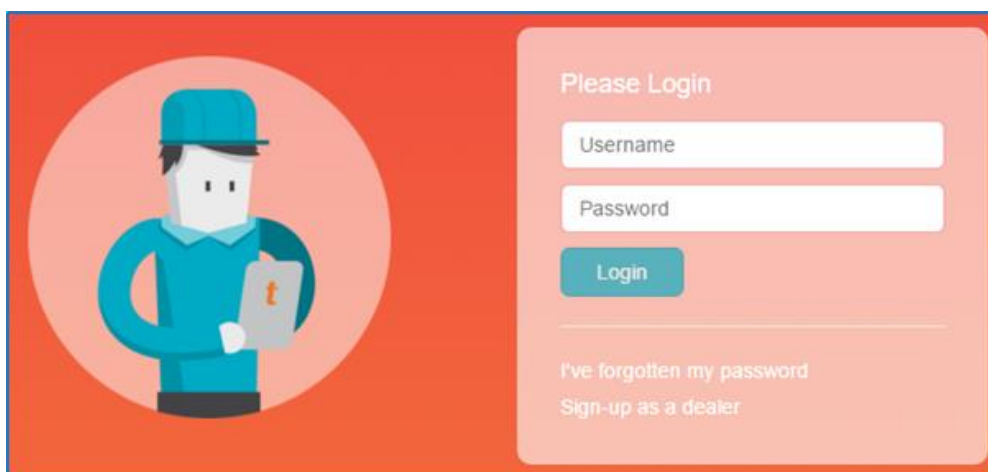 t
Please Login
Username
Password
Login
I've forgotten my password
Sign-up as a dealer